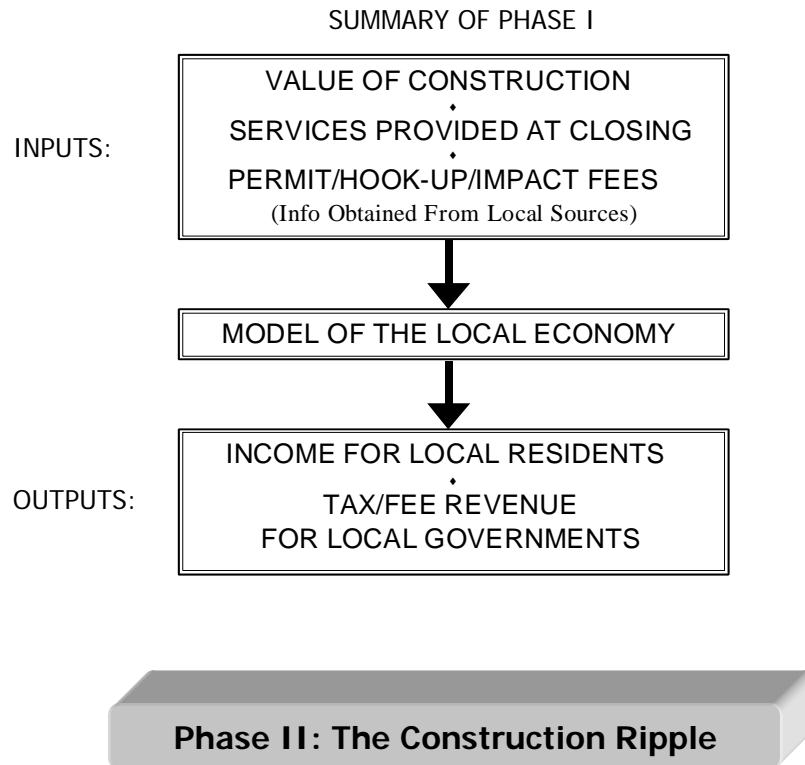 SUMMARY OF PHASE I
INPUTS:
VALUE OF CONSTRUCTION
SERVICES PROVIDED AT CLOSING
PERMIT/HOOK-UP/IMPACT FEES
(Info Obtained From Local Sources)
MODEL OF THE LOCAL ECONOMY
OUTPUTS:
INCOME FOR LOCAL RESIDENTS
TAX/FEE REVENUE
FOR LOCAL GOVERNMENTS
Phase II: The Construction Ripple